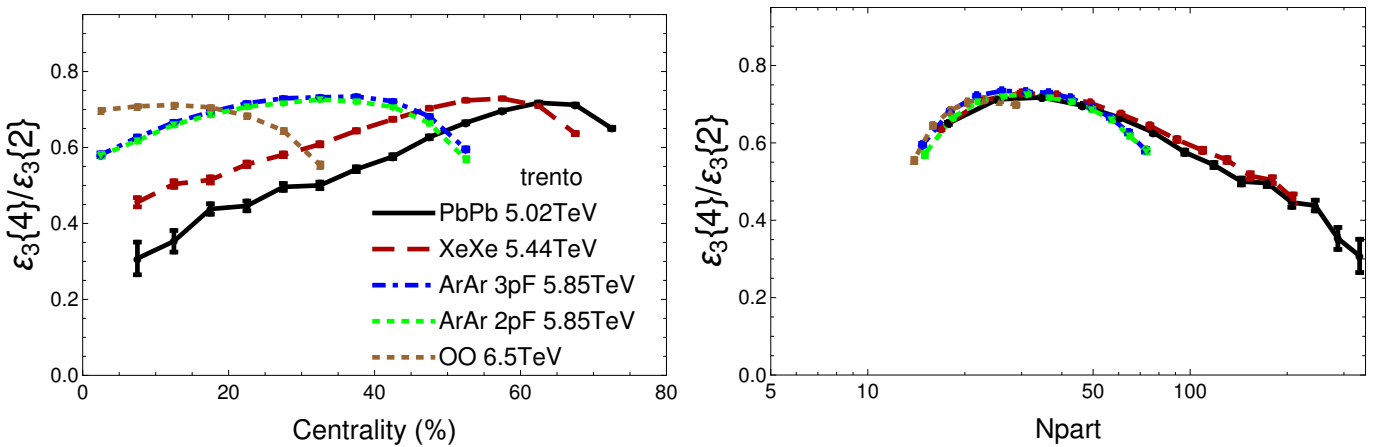 ε₃{4}/ε₃{2}
0.8
0.6
0.4
0.2
0.0
0 20 40 60 80
Centrality (%)
trento
PbPb 5.02TeV
XeXe 5.44TeV
ArAr 3pF 5.85TeV
ArAr 2pF 5.85TeV
OO 6.5TeV
ε₃{4}/ε₃{2}
0.8
0.6
0.4
0.2
0.0
5 10 50 100
Npart